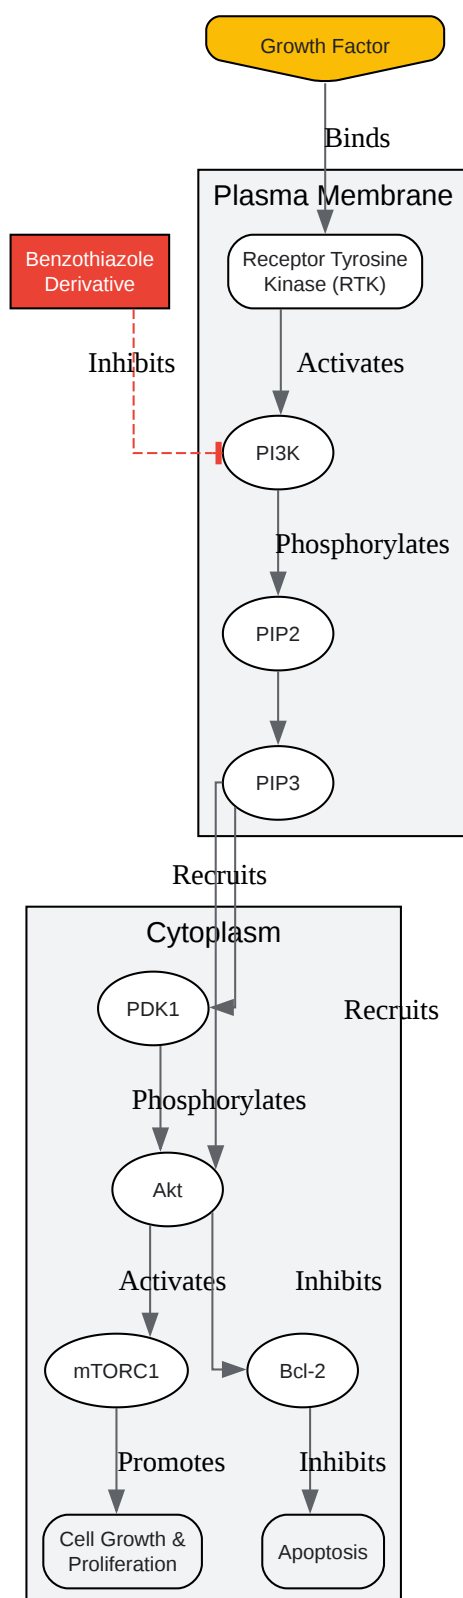 Growth Factor
Binds
Plasma Membrane
Benzothiazole
Derivative
Receptor Tyrosine
Kinase (RTK)
Inhibits
Activates
PI3K
Phosphorylates
PIP2
PIP3
Recruits
Cytoplasm
PDK1
Recruits
Phosphorylates
Akt
Activates
Inhibits
mTORC1
Bcl-2
Promotes
Inhibits
Cell Growth &
Proliferation
Apoptosis